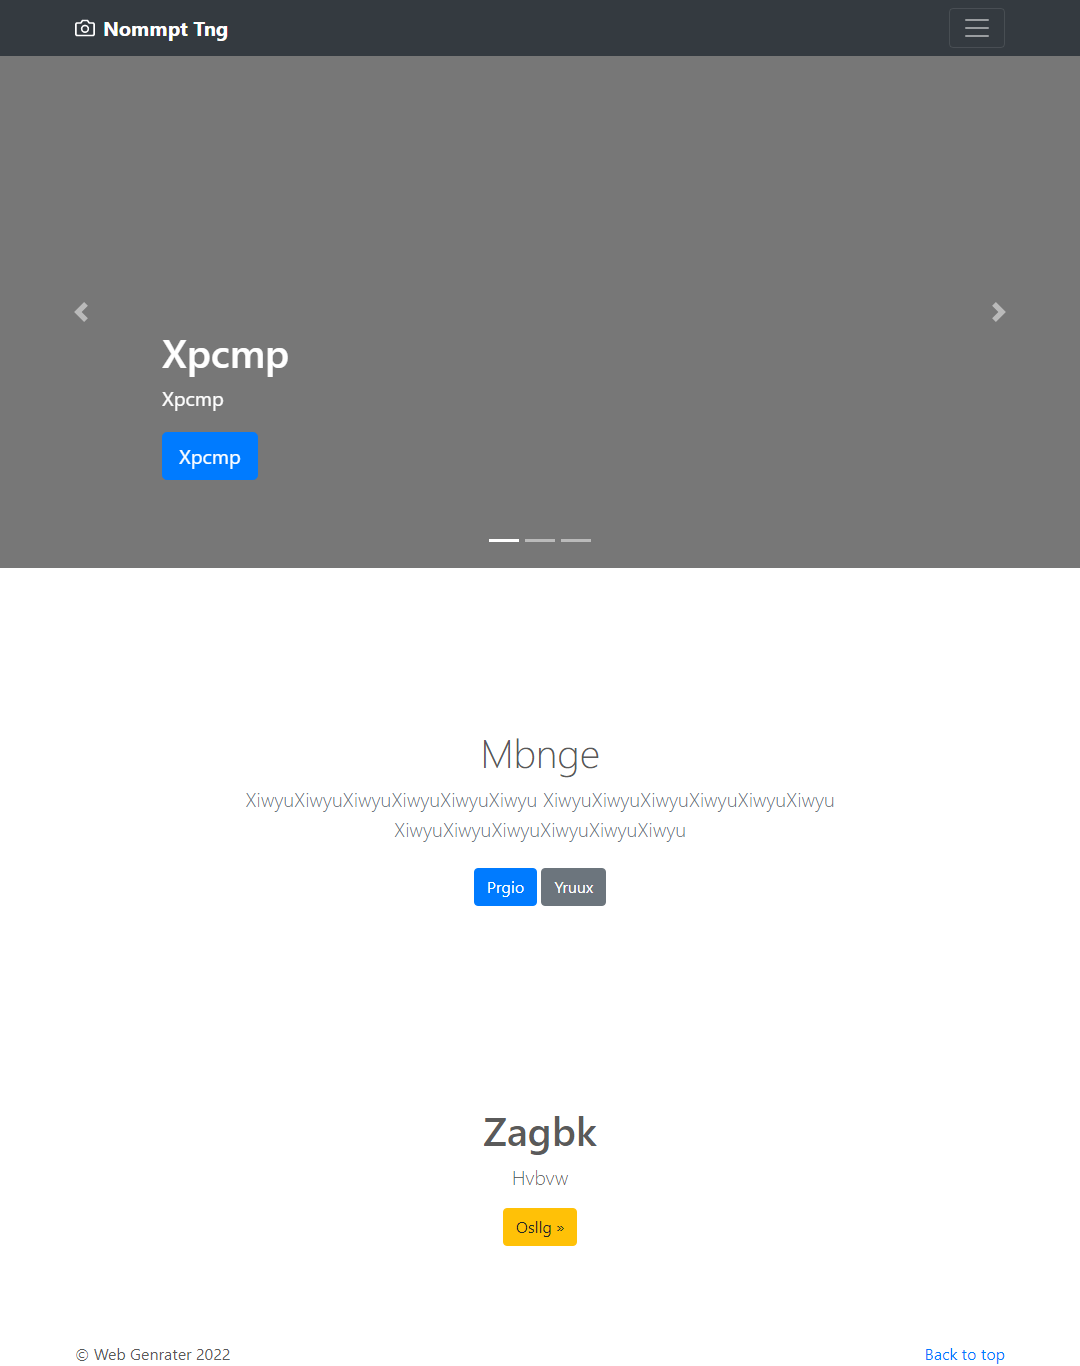 Nommpt Tng
Xpcmp
Xpcmp
Xpcmp
Mbnge
XiwyuXiwyuXiwyuXiwyuXiwyuXiwyu XiwyuXiwyuXiwyuXiwyuXiwyuXiwyu
XiwyuXiwyuXiwyuXiwyuXiwyuXiwyu
Prgio Yruux
Zagbk
Hvbvw
Osllg »
© Web Genrater 2022 Back to top